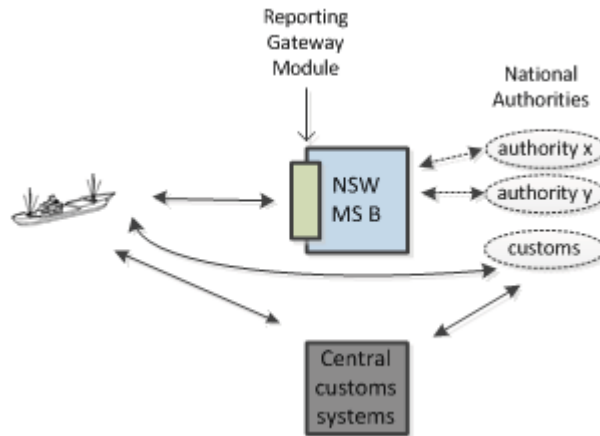 Reporting
Gateway
Module
National
Authorities
authority x
NSW
MS B
authority y
customs
Central
customs
systems